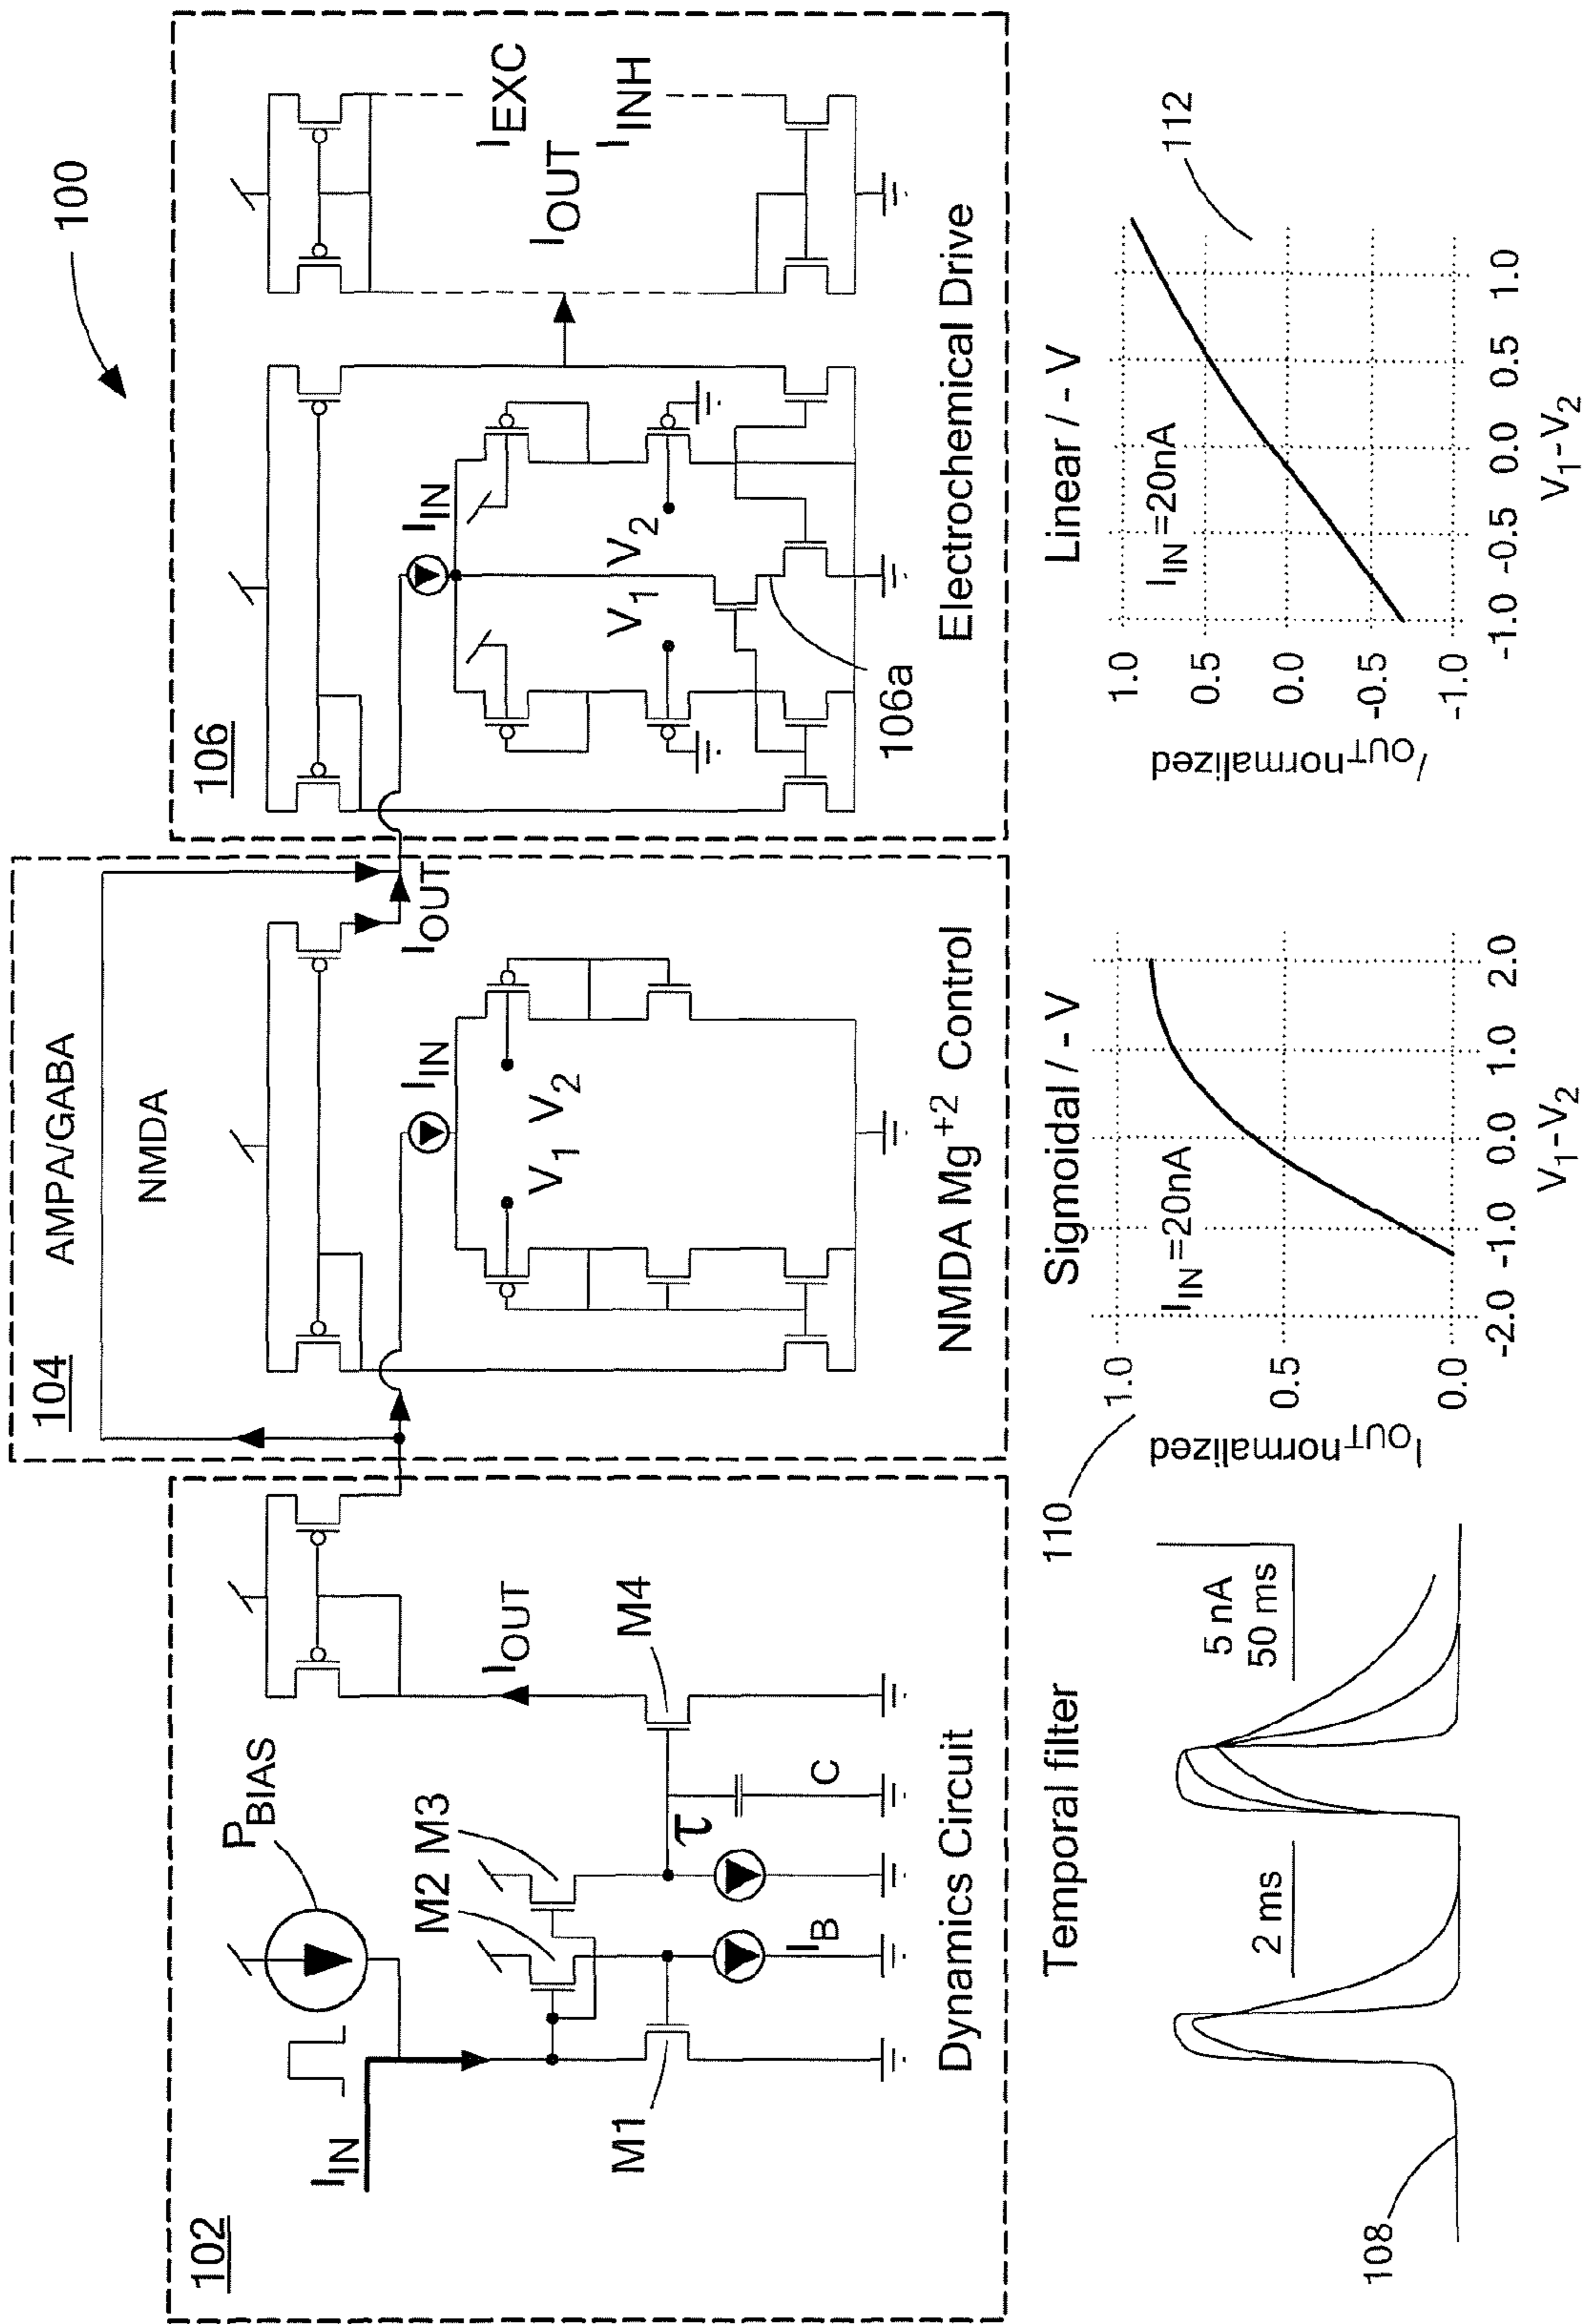 100
102
I_IN
P_BIAS
M2 M3
M1
I_B
τ
C
I_OUT
M4
Dynamics Circuit
104
AMPA/GABA
NMDA
I_IN
V_1 V_2
I_OUT
NMDA Mg^+2 Control
106
I_IN
V_1 V_2
106a
I_EXC
I_OUT
I_INH
Electrochemical Drive
Temporal filter
108
2 ms
5 nA
50 ms
110
Sigmoidal / - V
I_IN=20nA
I_OUT normalized
1.0
0.5
0.0
-2.0 -1.0 0.0 1.0 2.0
V_1-V_2
Linear / - V
I_IN=20nA
112
I_OUT normalized
1.0
0.5
0.0
-0.5
-1.0
-1.0 -0.5 0.0 0.5 1.0
V_1-V_2